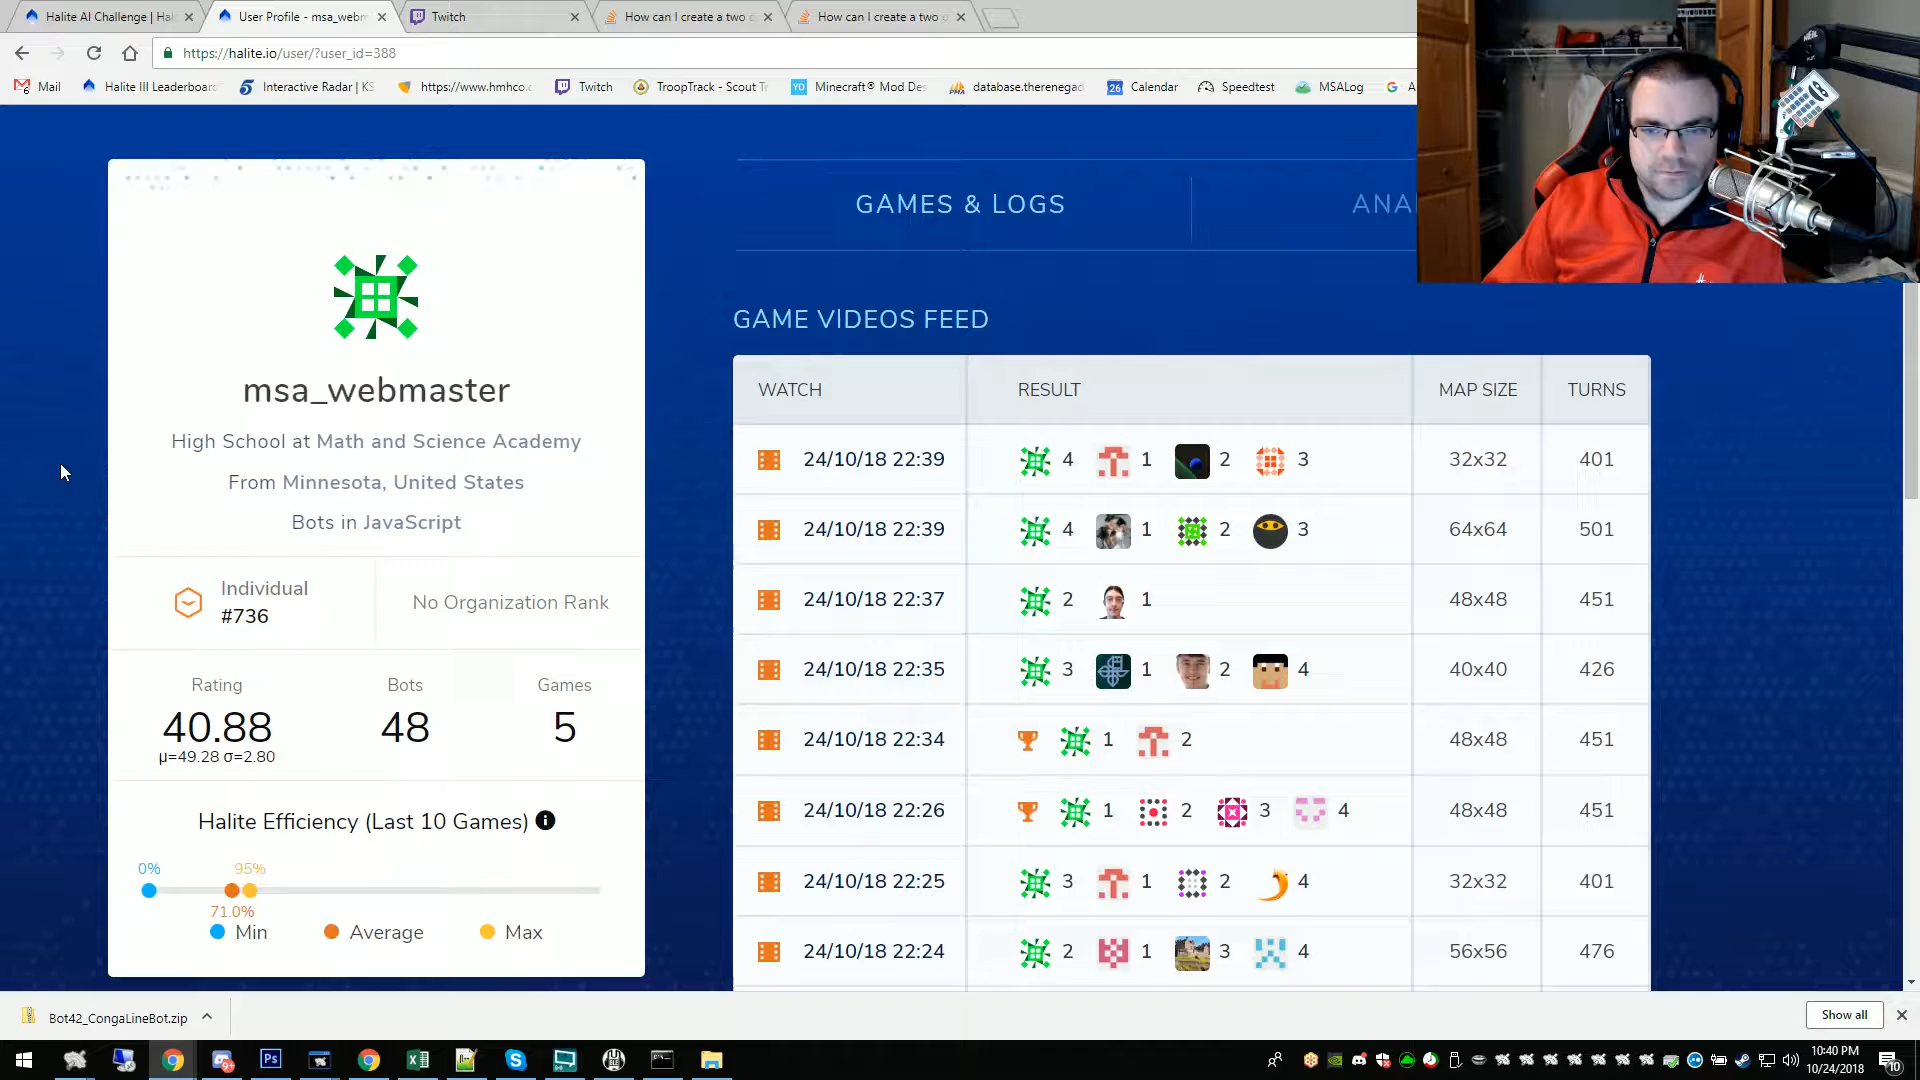 Halite AI Challenge | Hal
User Profile - msa_webm
Twitch
How can I create a two d
How can I create a two d
https://halite.io/user/?user_id=388
Mail
Halite III Leaderboar
Interactive Radar | KS
https://www.hmhco.c
Twitch
TroopTrack - Scout Tr
Minecraft® Mod Des
database.therenegad
Calendar
Speedtest
MSALog
GAMES & LOGS
ANA
GAME VIDEOS FEED
msa_webmaster
High School at Math and Science Academy
From Minnesota, United States
Bots in JavaScript
Individual
#736
No Organization Rank
Rating
Bots
Games
40.88
48
5
μ=49.28 σ=2.80
Halite Efficiency (Last 10 Games)
0%
95%
71.0%
Min
Average
Max
WATCH RESULT MAP SIZE TURNS
24/10/18 22:39 4 1 2 3 32x32 401
24/10/18 22:39 4 1 2 3 64x64 501
24/10/18 22:37 2 1 48x48 451
24/10/18 22:35 3 1 2 4 40x40 426
24/10/18 22:34 1 2 48x48 451
24/10/18 22:26 1 2 3 4 48x48 451
24/10/18 22:25 3 1 2 4 32x32 401
24/10/18 22:24 2 1 3 4 56x56 476
Bot42_CongaLineBot.zip
Show all
10:40 PM
10/24/2018
10